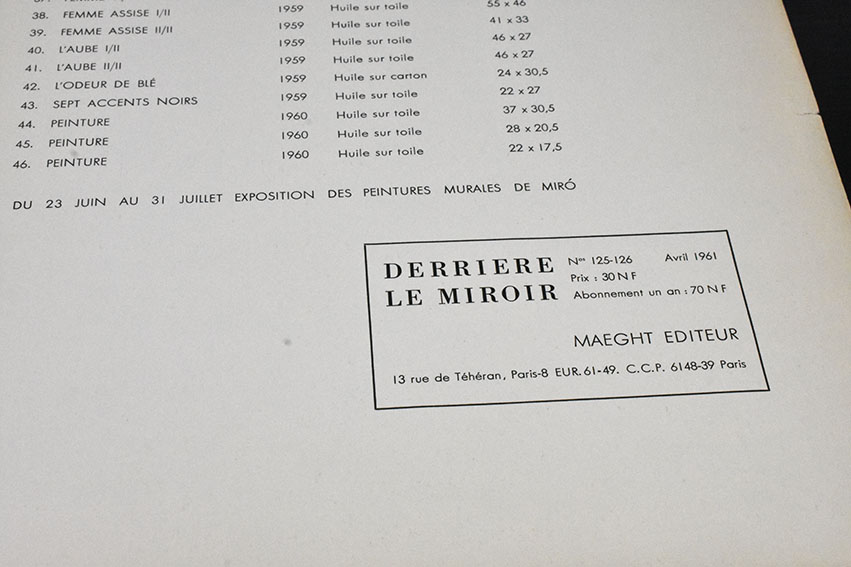 38. FEMME ASSISE I/II 1959 Huile sur toile 55 x 46
39. FEMME ASSISE II/II 1959 Huile sur toile 41 x 33
40. L'AUBE I/II 1959 Huile sur toile 46 x 27
41. L'AUBE II/II 1959 Huile sur toile 46 x 27
42. L'ODEUR DE BLÉ 1959 Huile sur carton 24 x 30,5
43. SEPT ACCENTS NOIRS 1959 Huile sur toile 22 x 27
44. PEINTURE 1960 Huile sur toile 37 x 30,5
45. PEINTURE 1960 Huile sur toile 28 x 20,5
46. PEINTURE 1960 Huile sur toile 22 x 17,5
DU 23 JUIN AU 31 JUILLET EXPOSITION DES PEINTURES MURALES DE MIRÓ
DERRIERE
LE MIROIR
Nos 125-126 Avril 1961
Prix : 30 N F
Abonnement un an : 70 N F
MAEGHT EDITEUR
13 rue de Téhéran, Paris-8 EUR. 61-49. C.C.P. 6148-39 Paris